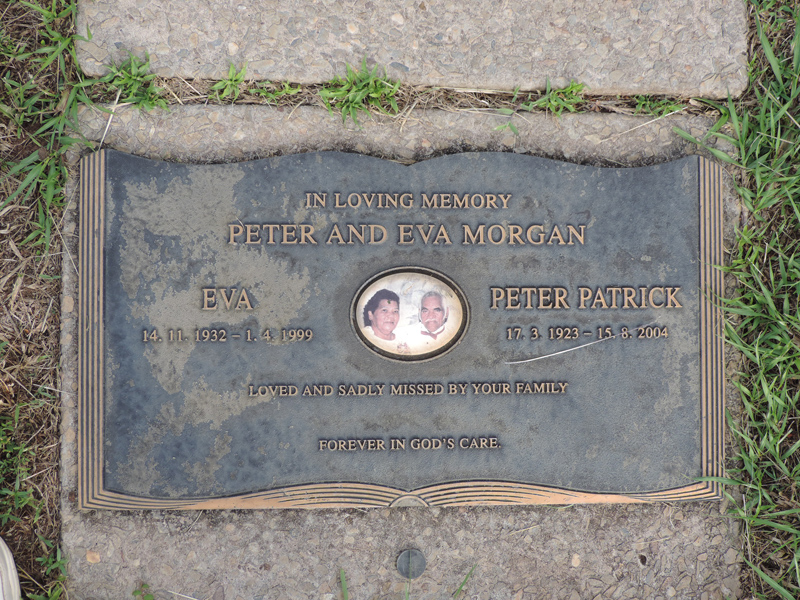 IN LOVING MEMORY
PETER AND EVA MORGAN
EVA
14. 11. 1932 – 1. 4. 1999
PETER PATRICK
17. 3. 1923 – 15. 8. 2004
LOVED AND SADLY MISSED BY YOUR FAMILY
FOREVER IN GOD'S CARE.